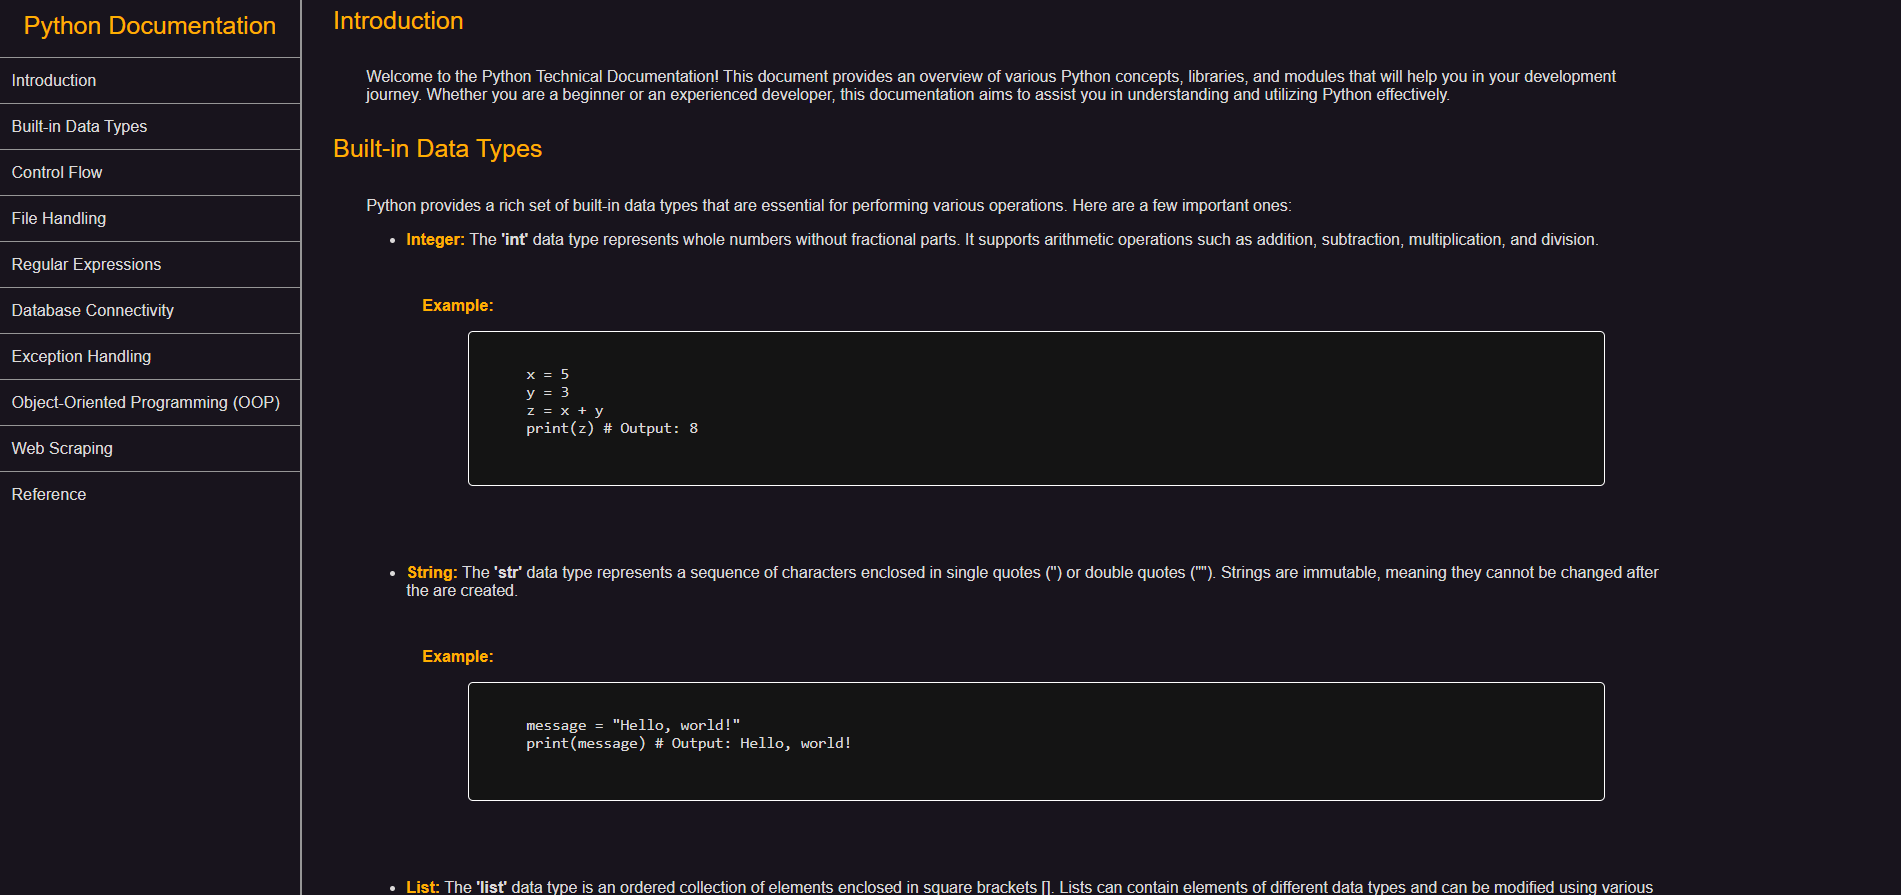 Python Documentation
Introduction
Built-in Data Types
Control Flow
File Handling
Regular Expressions
Database Connectivity
Exception Handling
Object-Oriented Programming (OOP)
Web Scraping
Reference
Introduction
Welcome to the Python Technical Documentation! This document provides an overview of various Python concepts, libraries, and modules that will help you in your development
journey. Whether you are a beginner or an experienced developer, this documentation aims to assist you in understanding and utilizing Python effectively.
Built-in Data Types
Python provides a rich set of built-in data types that are essential for performing various operations. Here are a few important ones:
• Integer: The 'int' data type represents whole numbers without fractional parts. It supports arithmetic operations such as addition, subtraction, multiplication, and division.
Example:
x = 5
y = 3
z = x + y
print(z) # Output: 8
• String: The 'str' data type represents a sequence of characters enclosed in single quotes ('') or double quotes (""). Strings are immutable, meaning they cannot be changed after
the are created.
Example:
message = "Hello, world!"
print(message) # Output: Hello, world!
• List: The 'list' data type is an ordered collection of elements enclosed in square brackets []. Lists can contain elements of different data types and can be modified using various